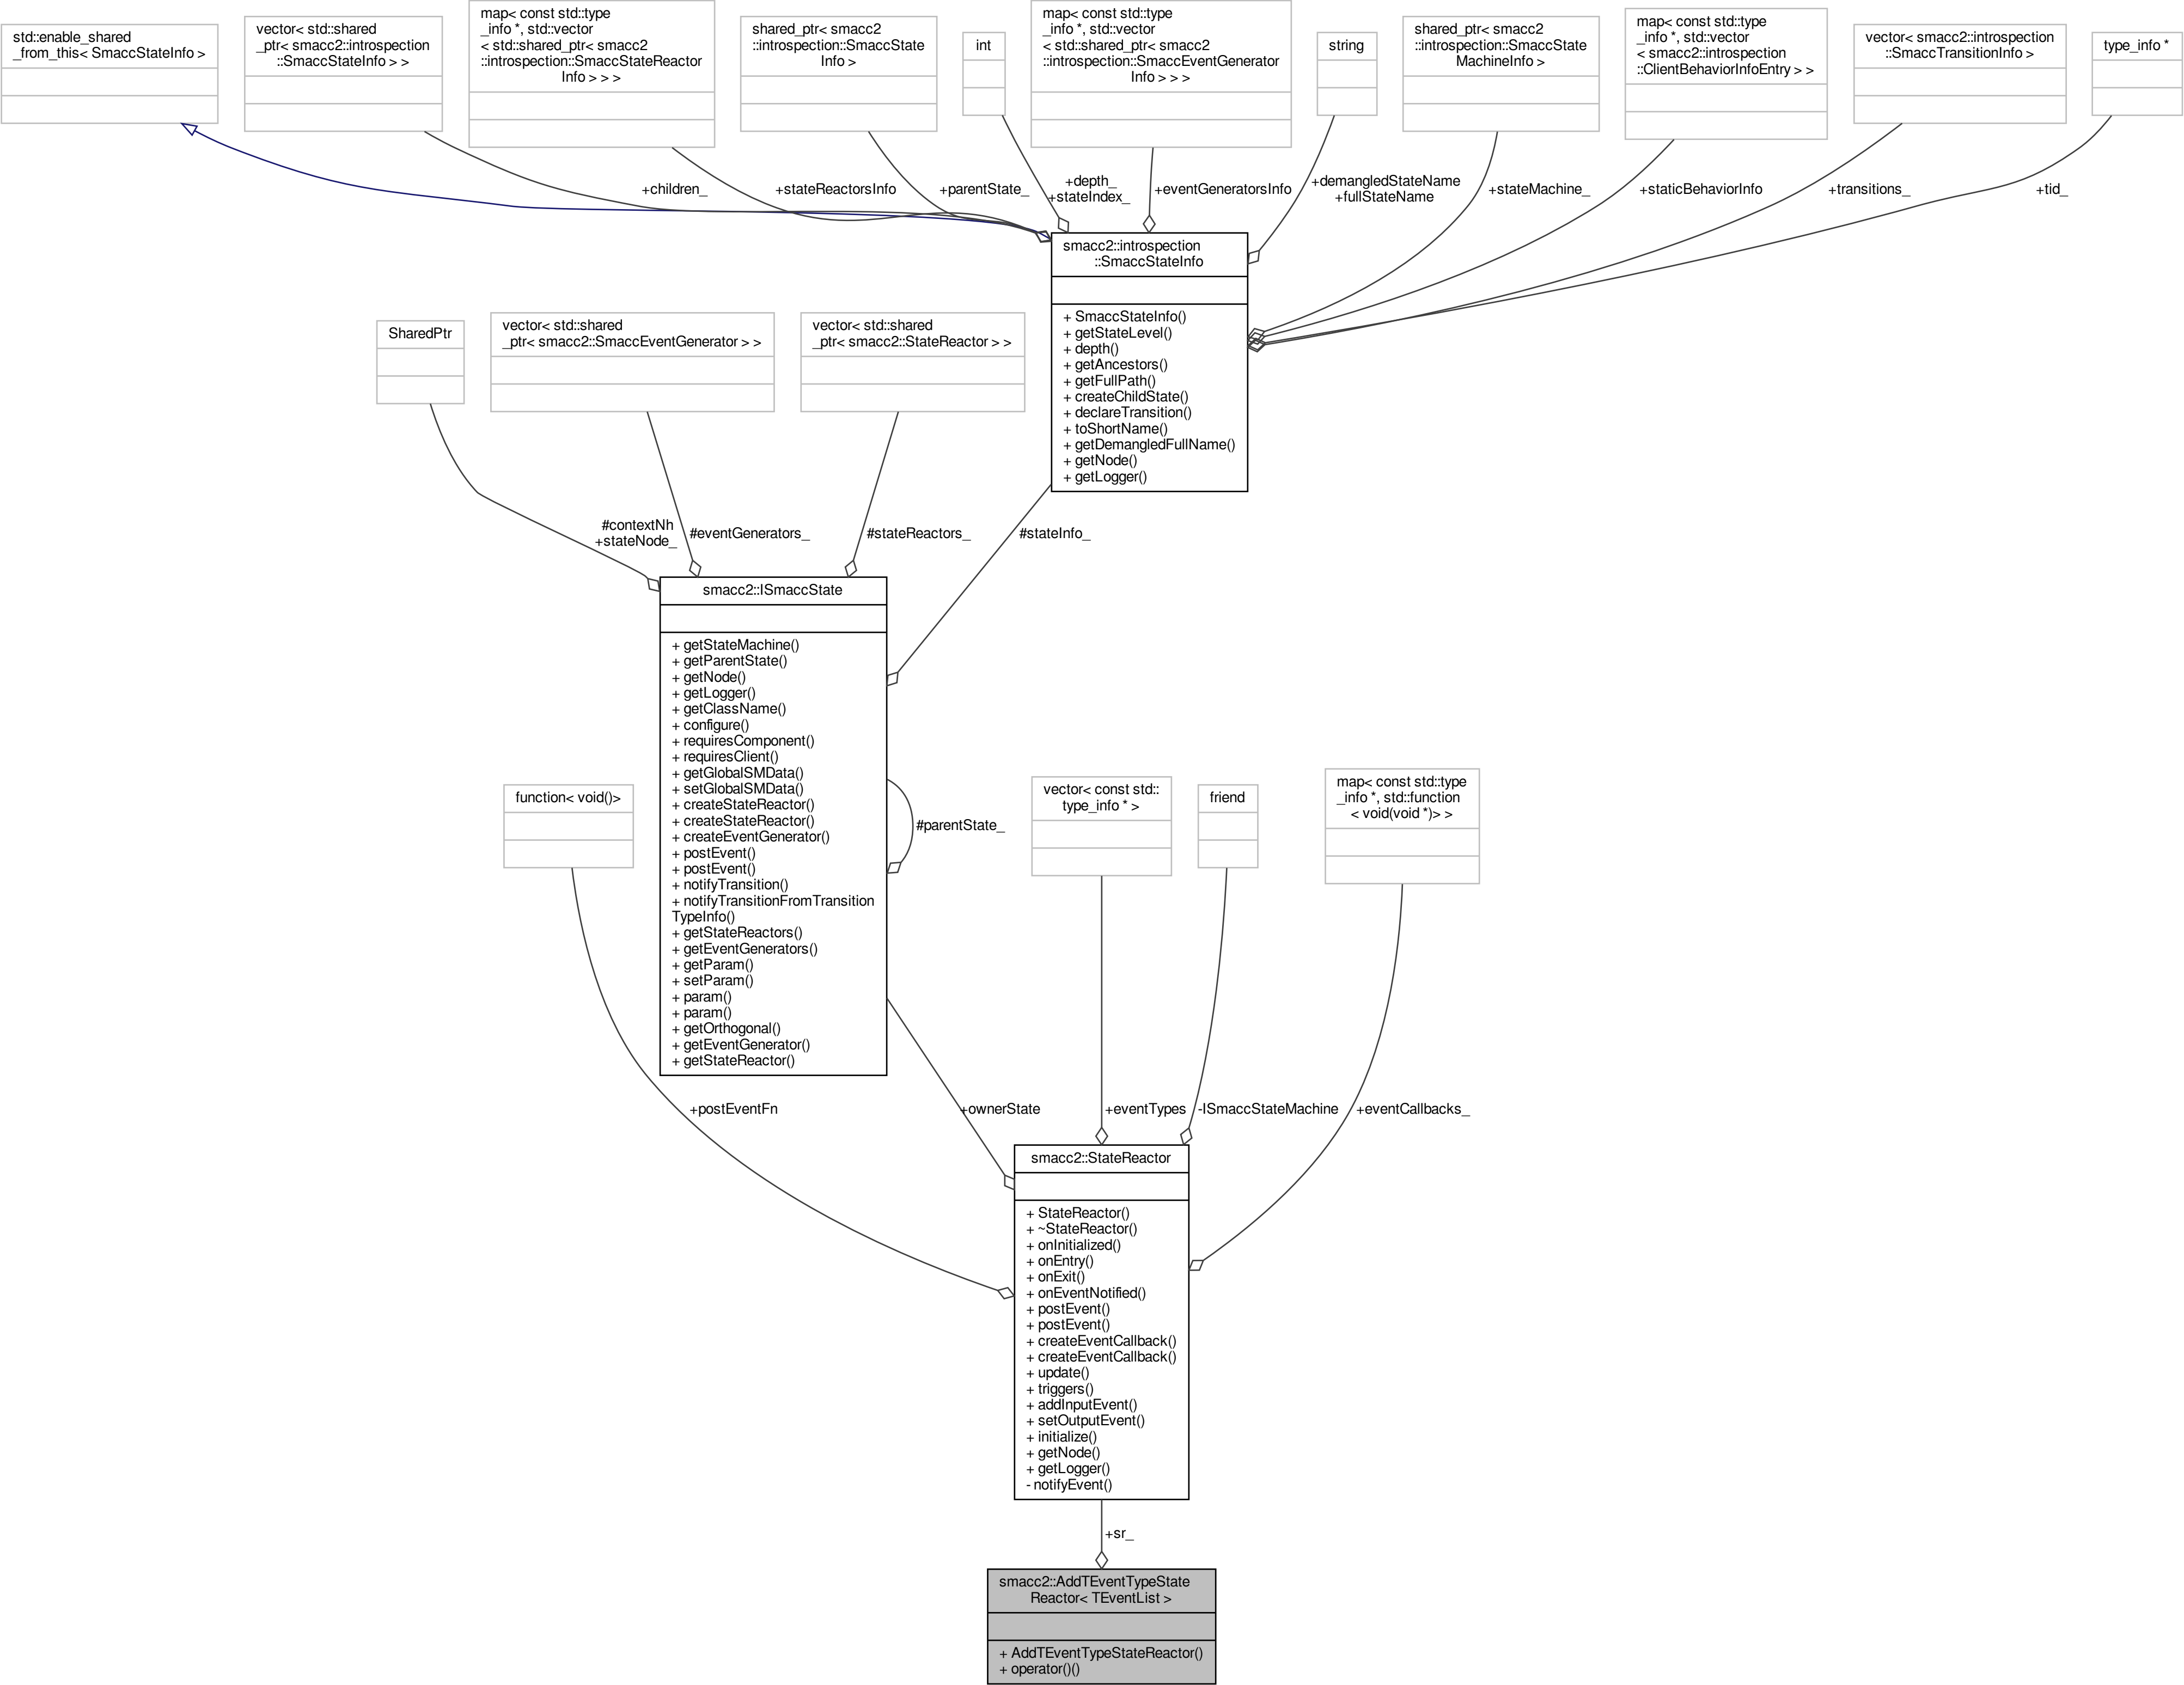 std::enable_shared
_from_this< SmaccStateInfo >
vector< std::shared
_ptr< smacc2::introspection
::SmaccStateInfo > >
map< const std::type
_info *, std::vector
< std::shared_ptr< smacc2
::introspection::SmaccStateReactor
Info > > >
shared_ptr< smacc2
::introspection::SmaccState
Info >
int
map< const std::type
_info *, std::vector
< std::shared_ptr< smacc2
::introspection::SmaccEventGenerator
Info > > >
string
shared_ptr< smacc2
::introspection::SmaccState
MachineInfo >
map< const std::type
_info *, std::vector
< smacc2::introspection
::ClientBehaviorInfoEntry > >
vector< smacc2::introspection
::SmaccTransitionInfo >
type_info *
+children_
+stateReactorsInfo
+parentState_
+depth_
+stateIndex_
+eventGeneratorsInfo
+demangledStateName
+fullStateName
+stateMachine_
+staticBehaviorInfo
+transitions_
+tid_
smacc2::introspection
::SmaccStateInfo
+ SmaccStateInfo()
+ getStateLevel()
+ depth()
+ getAncestors()
+ getFullPath()
+ createChildState()
+ declareTransition()
+ toShortName()
+ getDemangledFullName()
+ getNode()
+ getLogger()
SharedPtr
vector< std::shared
_ptr< smacc2::SmaccEventGenerator > >
vector< std::shared
_ptr< smacc2::StateReactor > >
#contextNh
+stateNode_
#eventGenerators_
#stateReactors_
#stateInfo_
smacc2::ISmaccState
+ getStateMachine()
+ getParentState()
+ getNode()
+ getLogger()
+ getClassName()
+ configure()
+ requiresComponent()
+ requiresClient()
+ getGlobalSMData()
+ setGlobalSMData()
+ createStateReactor()
+ createStateReactor()
+ createEventGenerator()
+ postEvent()
+ postEvent()
+ notifyTransition()
+ notifyTransitionFromTransition
TypeInfo()
+ getStateReactors()
+ getEventGenerators()
+ getParam()
+ setParam()
+ param()
+ param()
+ getOrthogonal()
+ getEventGenerator()
+ getStateReactor()
#parentState_
function< void()>
vector< const std::
type_info * >
friend
map< const std::type
_info *, std::function
< void(void *)> >
+postEventFn
+ownerState
+eventTypes
-ISmaccStateMachine
+eventCallbacks_
smacc2::StateReactor
+ StateReactor()
+ ~StateReactor()
+ onInitialized()
+ onEntry()
+ onExit()
+ onEventNotified()
+ postEvent()
+ postEvent()
+ createEventCallback()
+ createEventCallback()
+ update()
+ triggers()
+ addInputEvent()
+ setOutputEvent()
+ initialize()
+ getNode()
+ getLogger()
- notifyEvent()
+sr_
smacc2::AddTEventTypeState
Reactor< TEventList >
+ AddTEventTypeStateReactor()
+ operator()()